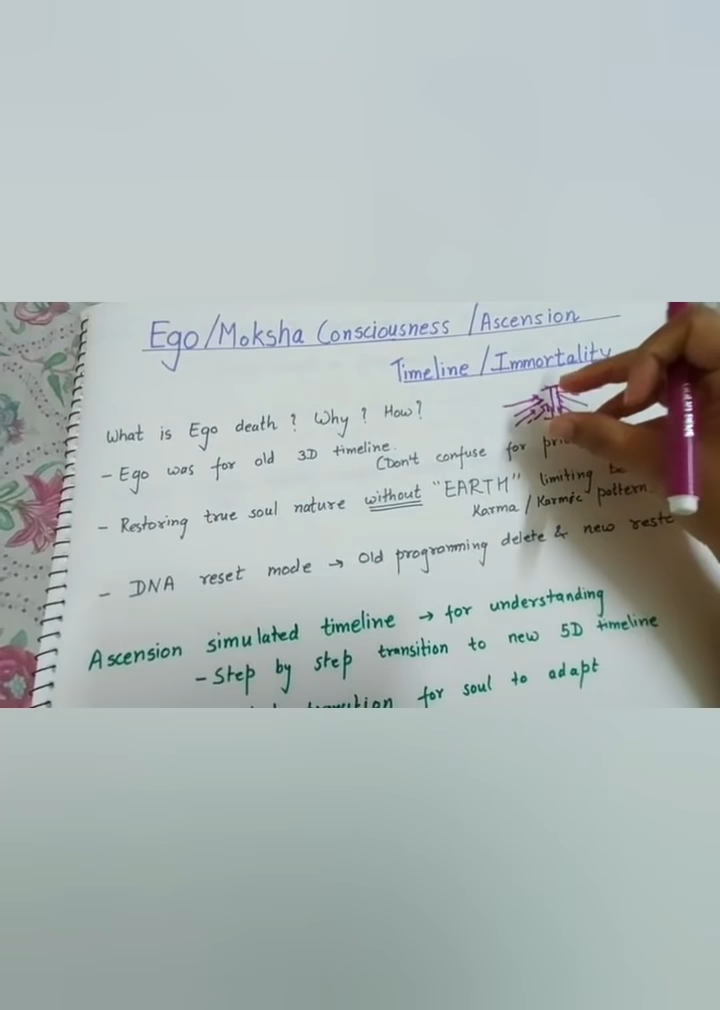 Ego/Moksha Consciousness /Ascension
Timeline /Immortality
What is Ego death? Why? How?
- Ego was for old 3D timeline.
(Don't confuse for
- Restoring true soul nature without "EARTH" limiting
Karma / Karmic pattern
- DNA reset mode → Old programming delete & new
Ascension simulated timeline → for understanding
- Step by step transition to new 5D timeline
transition for soul to adapt